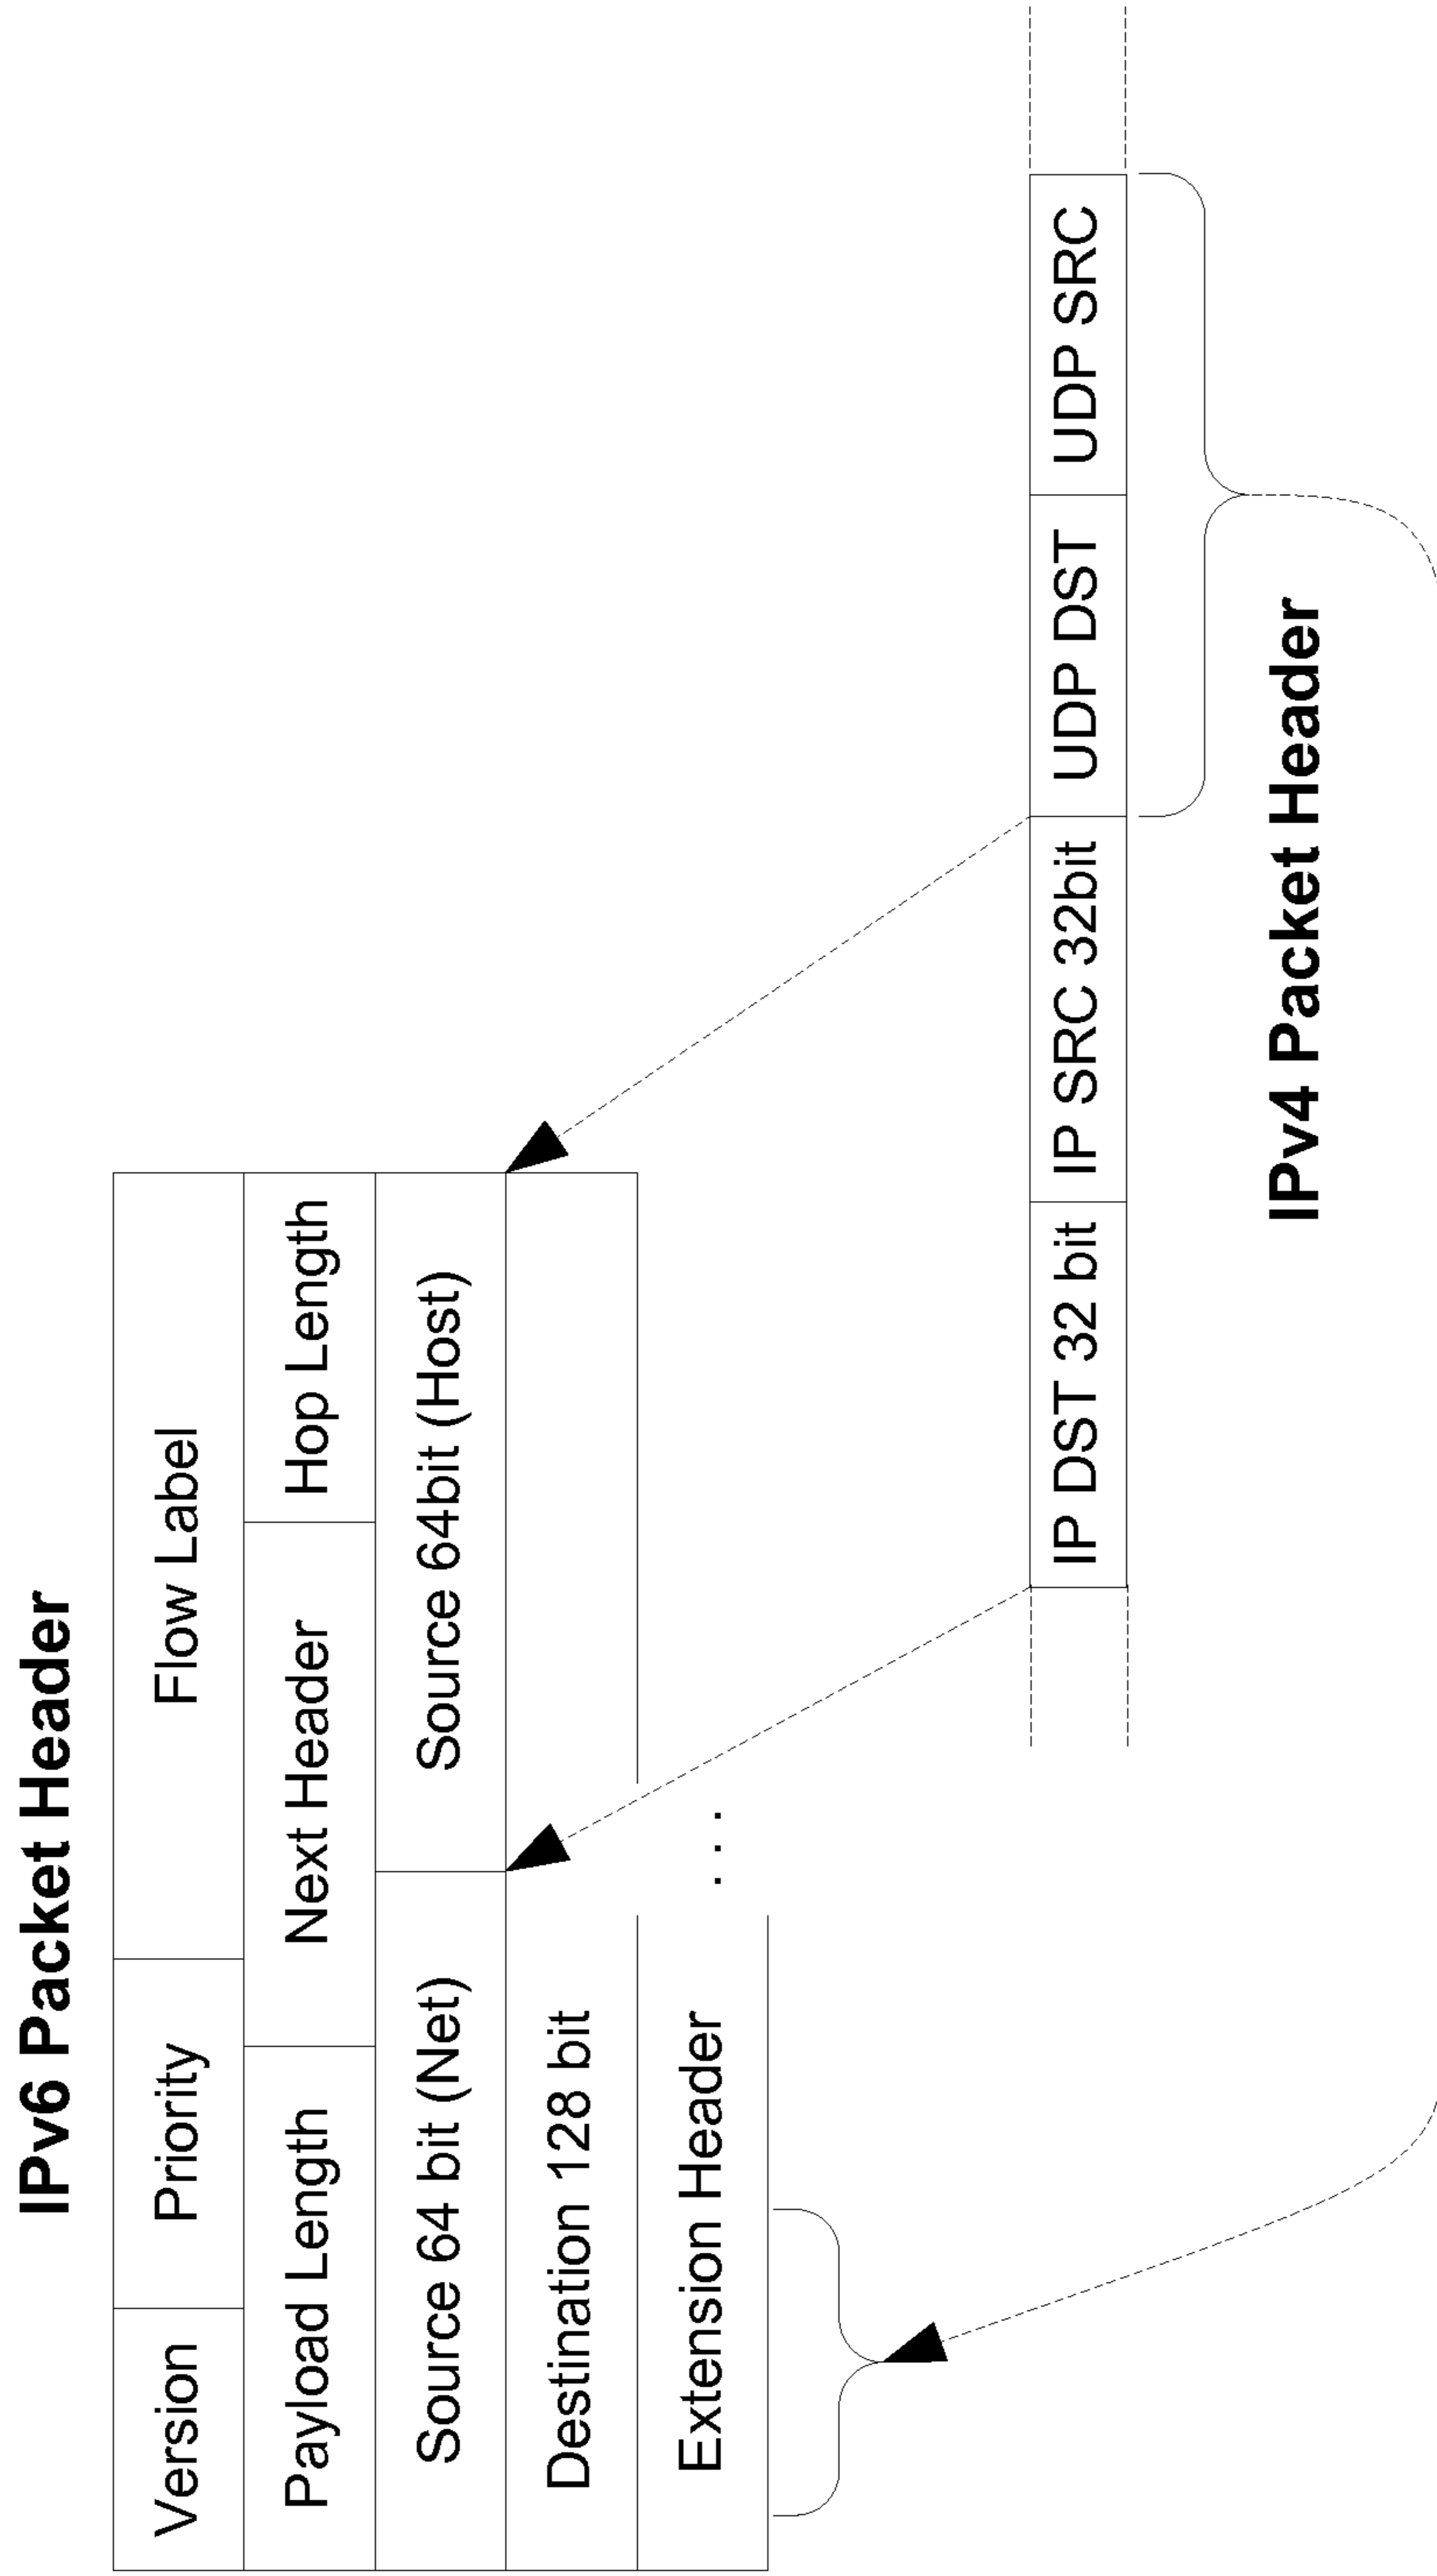 IPv6 Packet Header
Version Priority Flow Label
Payload Length Next Header Hop Length
Source 64 bit (Net) Source 64bit (Host)
Destination 128 bit
Extension Header . . .
IP DST 32 bit IP SRC 32bit UDP DST UDP SRC
IPv4 Packet Header